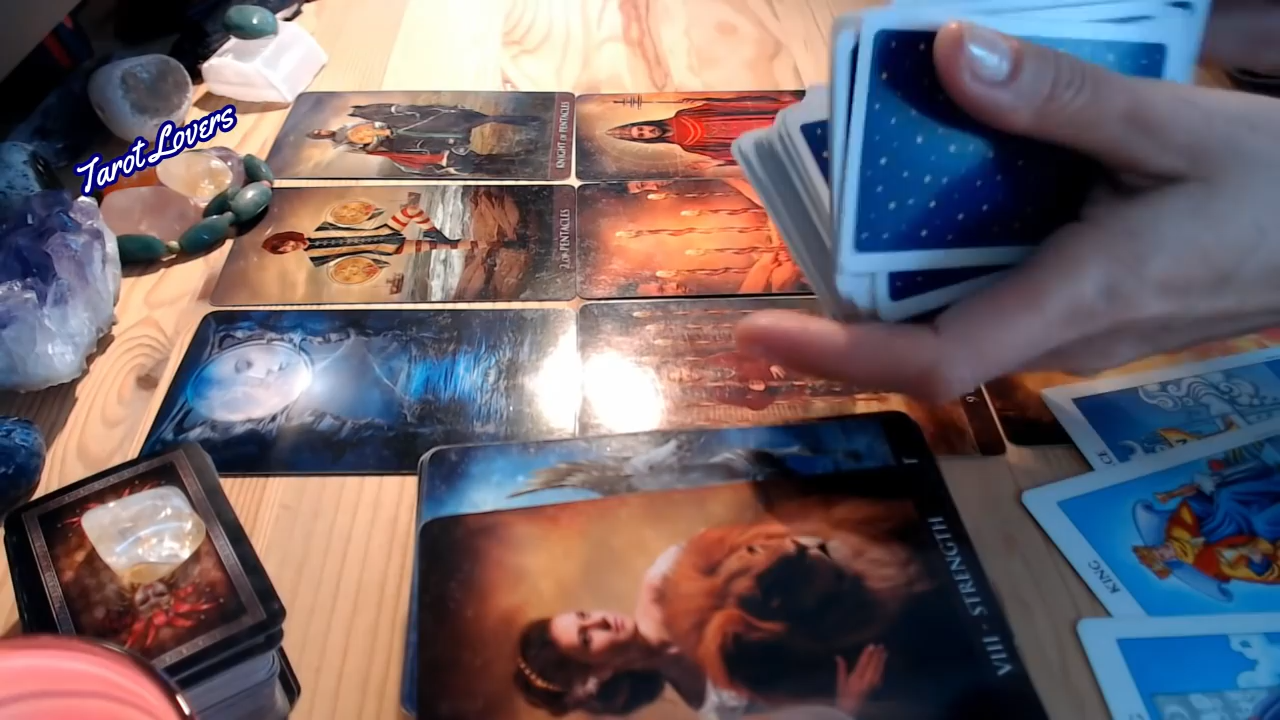 Tarot Lovers
KNIGHT OF PENTACLES
2 OF PENTACLES
VIII - STRENGTH
KING